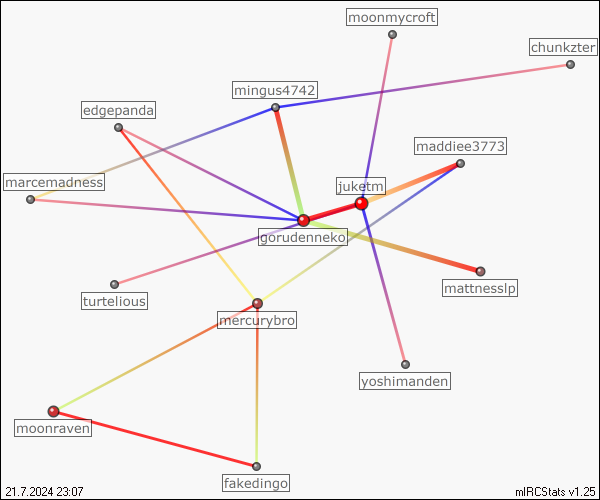 moonmycroft
chunkzter
mingus4742
edgepanda
maddiee3773
marcemadness
juketm
gorudenneko
mattnesslp
turtelious
mercurybro
yoshimanden
moonraven
fakedingo
21.7.2024 23:07
mIRCStats v1.25